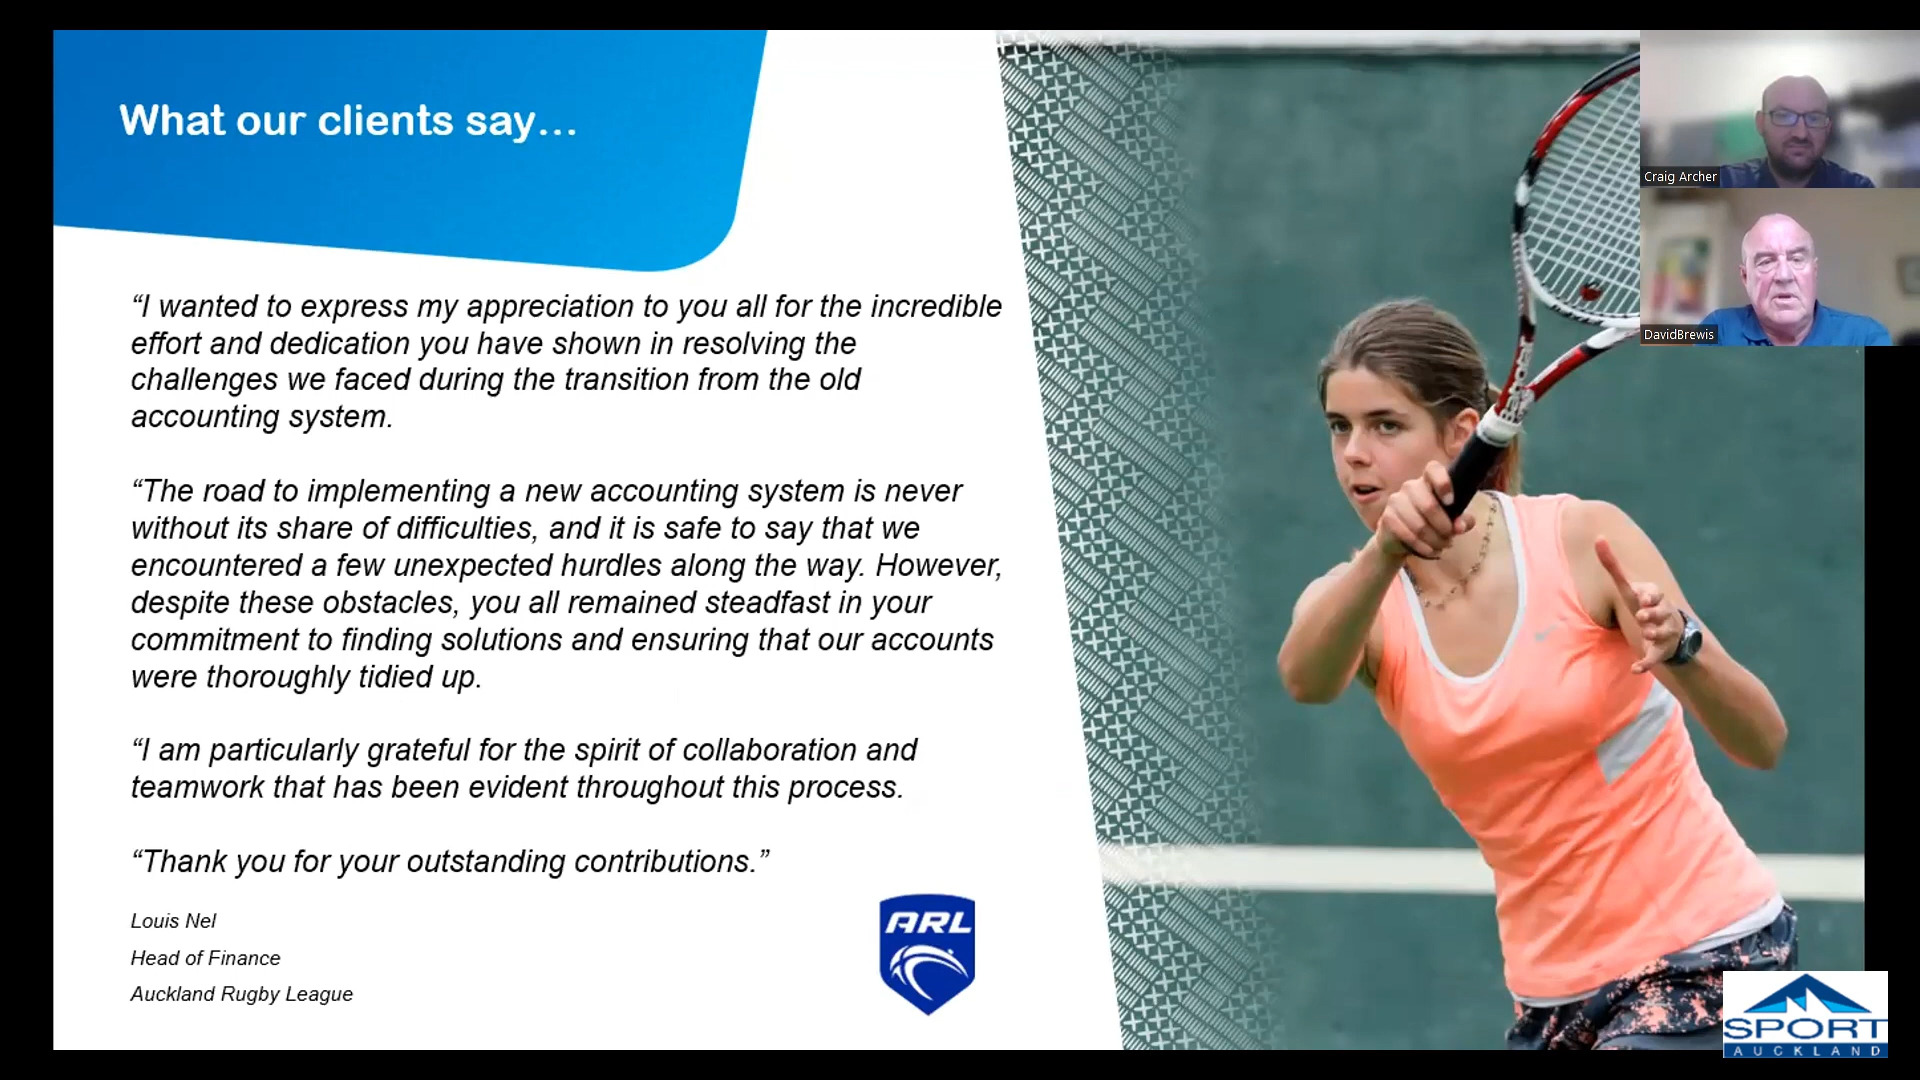 What our clients say...
Craig Archer
DavidBrewis
“I wanted to express my appreciation to you all for the incredible
effort and dedication you have shown in resolving the
challenges we faced during the transition from the old
accounting system.
“The road to implementing a new accounting system is never
without its share of difficulties, and it is safe to say that we
encountered a few unexpected hurdles along the way. However,
despite these obstacles, you all remained steadfast in your
commitment to finding solutions and ensuring that our accounts
were thoroughly tidied up.
“I am particularly grateful for the spirit of collaboration and
teamwork that has been evident throughout this process.
“Thank you for your outstanding contributions.”
Louis Nel
Head of Finance
Auckland Rugby League
ARL
SPORT
AUCKLAND